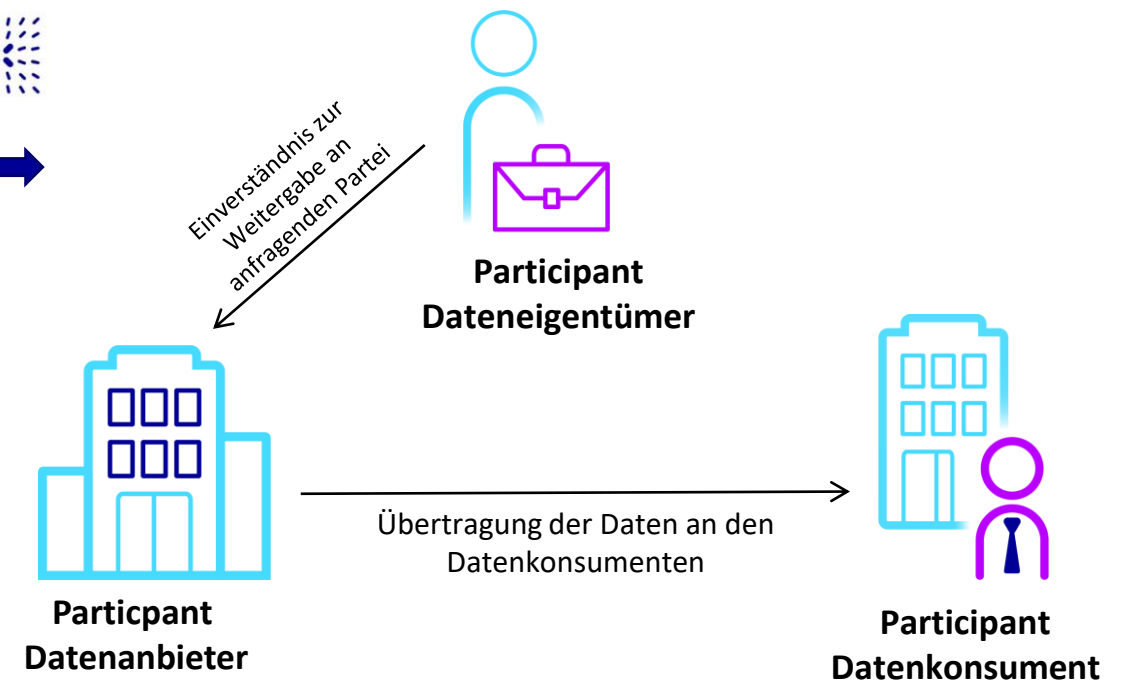 Einverständnis zur
Weitergabe an
anfragenden Partei
Participant
Dateneigentümer
Übertragung der Daten an den
Datenkonsumenten
Particpant
Datenanbieter
Participant
Datenkonsument